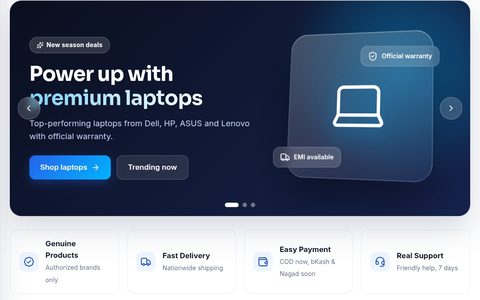 New season deals
Power up with
premium laptops
Top-performing laptops from Dell, HP, ASUS and Lenovo
with official warranty.
Shop laptops
Trending now
Official warranty
EMI available
Genuine
Products
Authorized brands
only
Fast Delivery
Nationwide shipping
Easy Payment
COD now, bKash &
Nagad soon
Real Support
Friendly help, 7 days